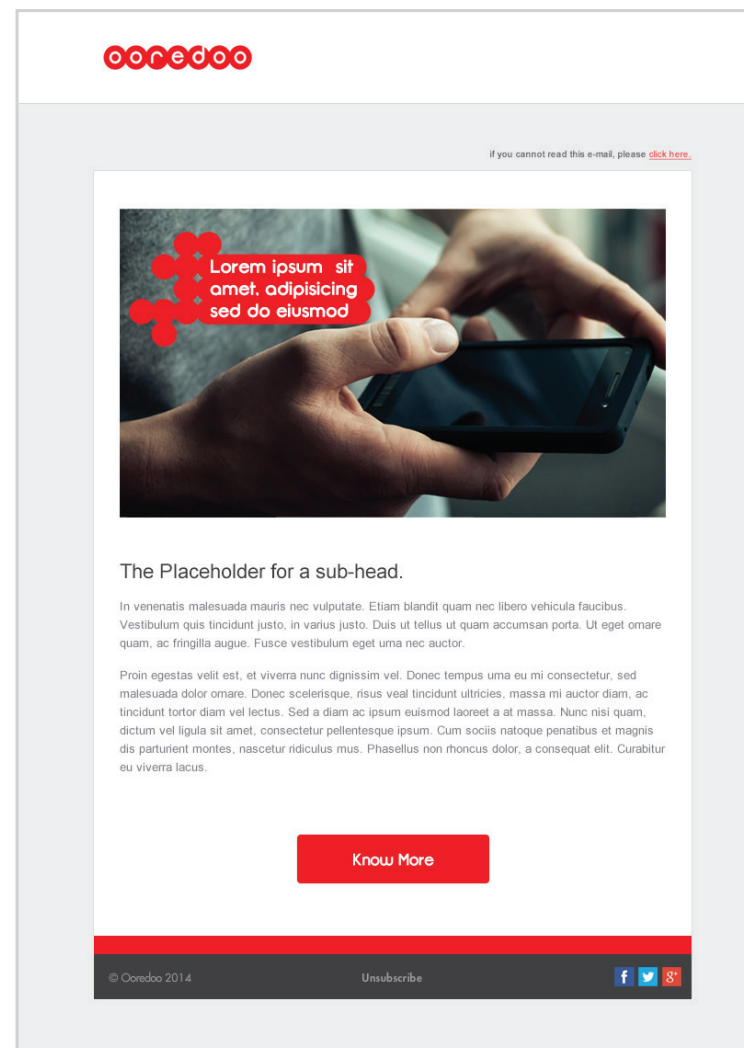 ooredoo
if you cannot read this e-mail, please click here.
Lorem ipsum sit
amet, adipisicing
sed do eiusmod
The Placeholder for a sub-head.
In venenatis malesuada mauris nec vulputate. Etiam blandit quam nec libero vehicula faucibus.
Vestibulum quis tincidunt justo, in varius justo. Duis ut tellus ut quam accumsan porta. Ut eget ornare
quam, ac fringilla augue. Fusce vestibulum eget urna nec auctor.
Proin egestas velit est, et viverra nunc dignissim vel. Donec tempus urna eu mi consectetur, sed
malesuada dolor ornare. Donec scelerisque, risus veal tincidunt ultricies, massa mi auctor diam, ac
tincidunt tortor diam vel lectus. Sed a diam ac ipsum euismod laoreet a at massa. Nunc nisi quam,
dictum vel ligula sit amet, consectetur pellentesque ipsum. Cum sociis natoque penatibus et magnis
dis parturient montes, nascetur ridiculus mus. Phasellus non rhoncus dolor, a consequat elit. Curabitur
eu viverra lacus.
Know More
© Ooredoo 2014 Unsubscribe f g+